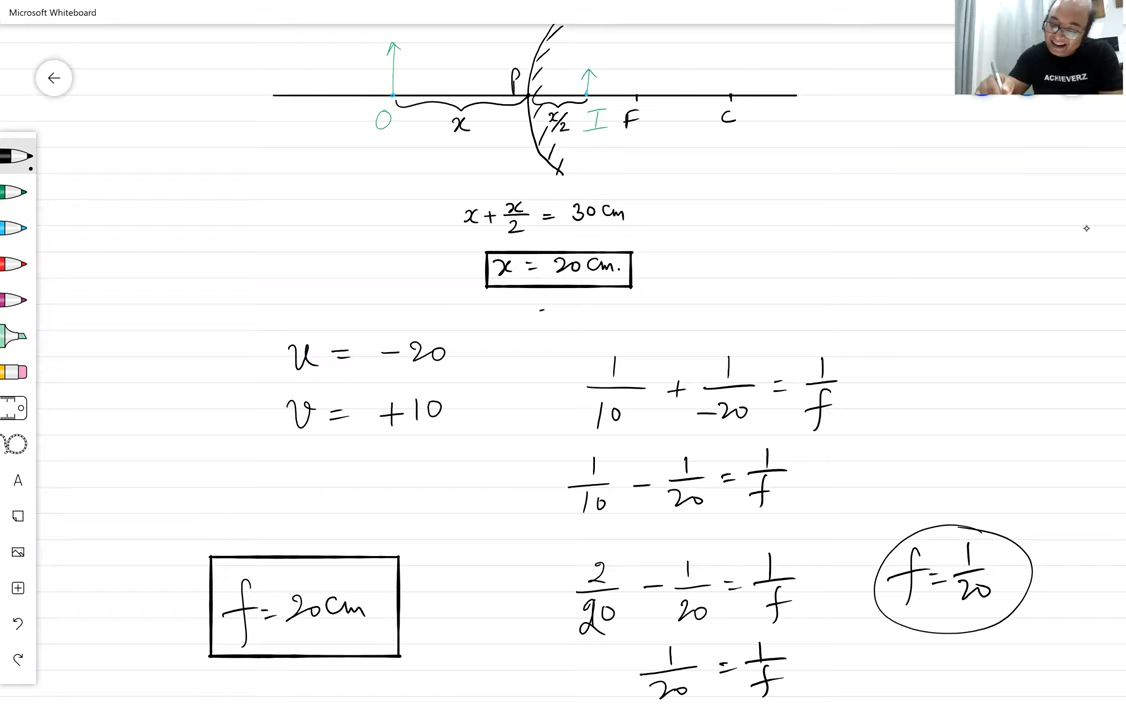 Microsoft Whiteboard
ACHIEVERZ
P
O x x/2 I F C
x + x/2 = 30 cm
x = 20 cm.
u = -20
v = +10
1/10 + 1/-20 = 1/f
1/10 - 1/20 = 1/f
2/20 - 1/20 = 1/f
f = 1/20
f = 20 cm
1/20 = 1/f
A